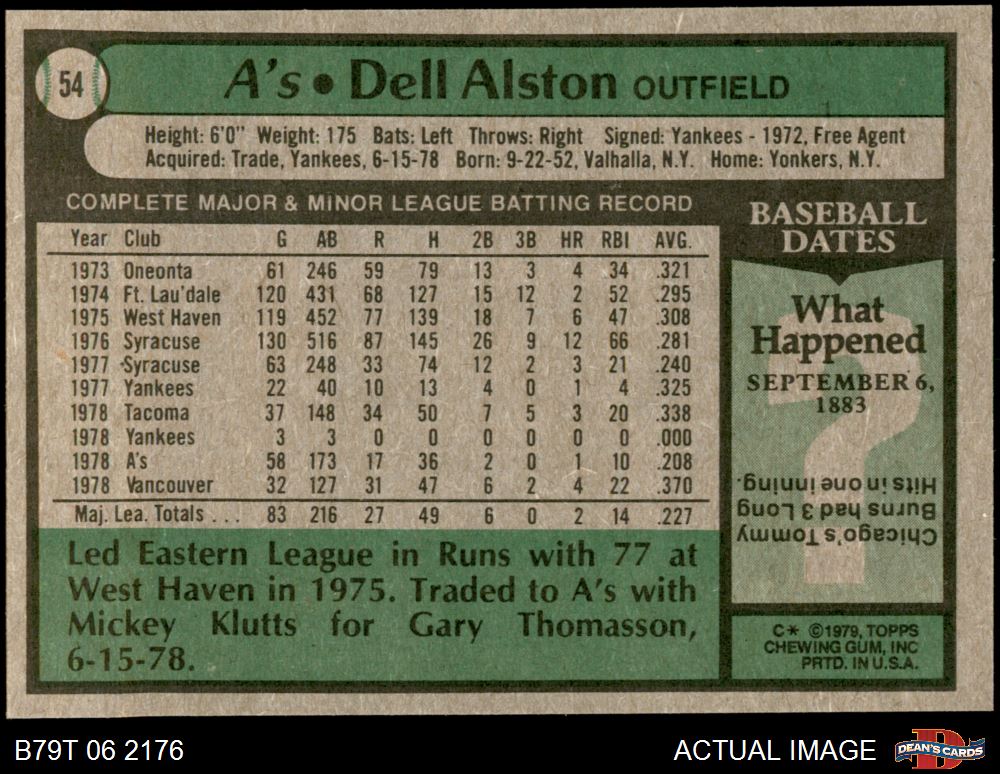 54
A's • Dell Alston OUTFIELD
Height: 6'0" Weight: 175 Bats: Left Throws: Right Signed: Yankees - 1972, Free Agent
Acquired: Trade, Yankees, 6-15-78 Born: 9-22-52, Valhalla, N.Y. Home: Yonkers, N.Y.
COMPLETE MAJOR & MINOR LEAGUE BATTING RECORD
Year Club G AB R H 2B 3B HR RBI AVG.
1973 Oneonta 61 246 59 79 13 3 4 34 .321
1974 Ft. Lau'dale 120 431 68 127 15 12 2 52 .295
1975 West Haven 119 452 77 139 18 7 6 47 .308
1976 Syracuse 130 516 87 145 26 9 12 66 .281
1977 Syracuse 63 248 33 74 12 2 3 21 .240
1977 Yankees 22 40 10 13 4 0 1 4 .325
1978 Tacoma 37 148 34 50 7 5 3 20 .338
1978 Yankees 3 3 0 0 0 0 0 0 .000
1978 A's 58 173 17 36 2 0 1 10 .208
1978 Vancouver 32 127 31 47 6 2 4 22 .370
Maj. Lea. Totals . . . 83 216 27 49 6 0 2 14 .227
Led Eastern League in Runs with 77 at
West Haven in 1975. Traded to A's with
Mickey Klutts for Gary Thomasson,
6-15-78.
BASEBALL
DATES
What
Happened
SEPTEMBER 6,
1883
Chicago's Tommy
Burns had 3 Long
Hits in one inning.
C* ©1979, TOPPS
CHEWING GUM, INC
PRTD. IN U.S.A.
B79T 06 2176
ACTUAL IMAGE
DEAN'S CARDS